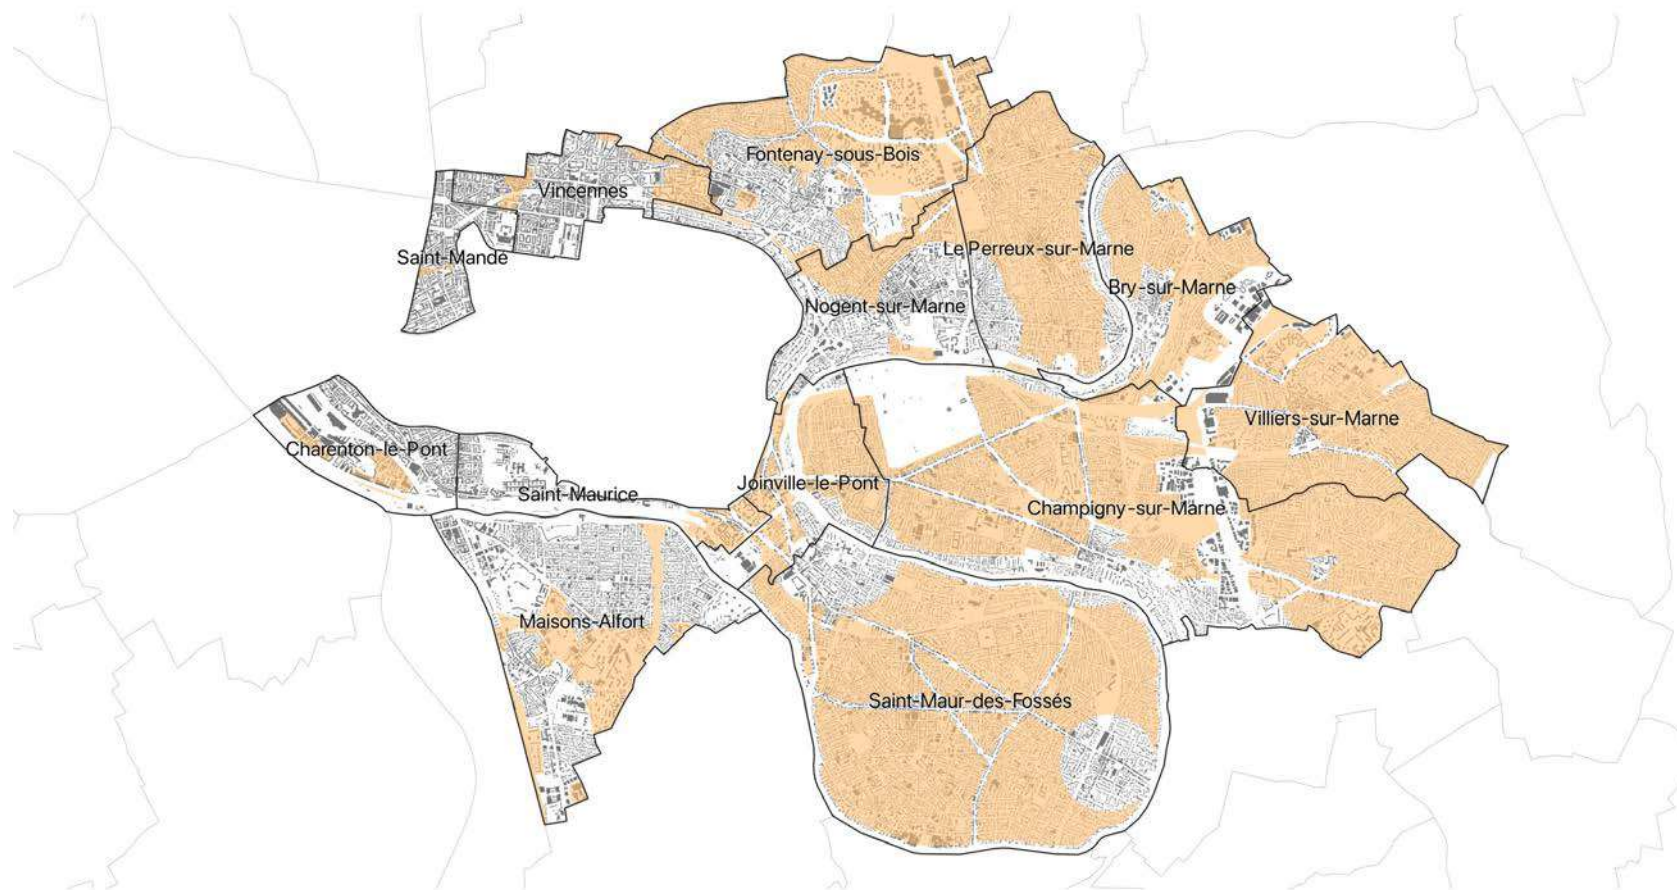 Fontenay-sous-Bois
Vincennes
Saint-Mandé
Le Perreux-sur-Marne
Bry-sur-Marne
Nogent-sur-Marne
Villiers-sur-Marne
Charenton-le-Pont
Joinville-le-Pont
Saint-Maurice
Champigny-sur-Marne
Maisons-Alfort
Saint-Maur-des-Fossés